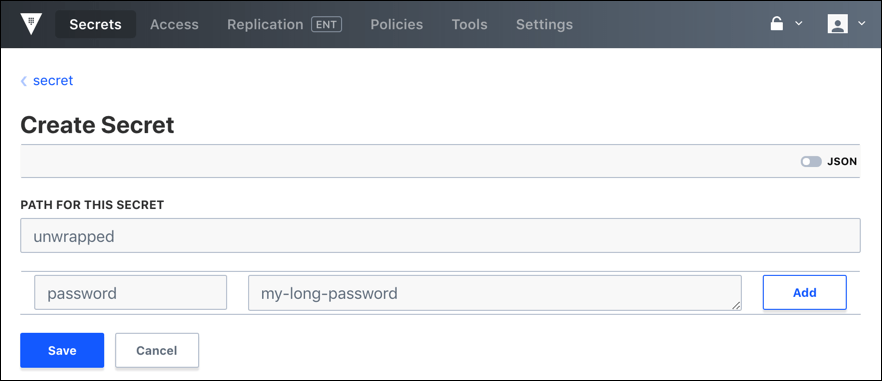 Secrets Access Replication ENT Policies Tools Settings
secret
Create Secret
JSON
PATH FOR THIS SECRET
unwrapped
password my-long-password Add
Save Cancel